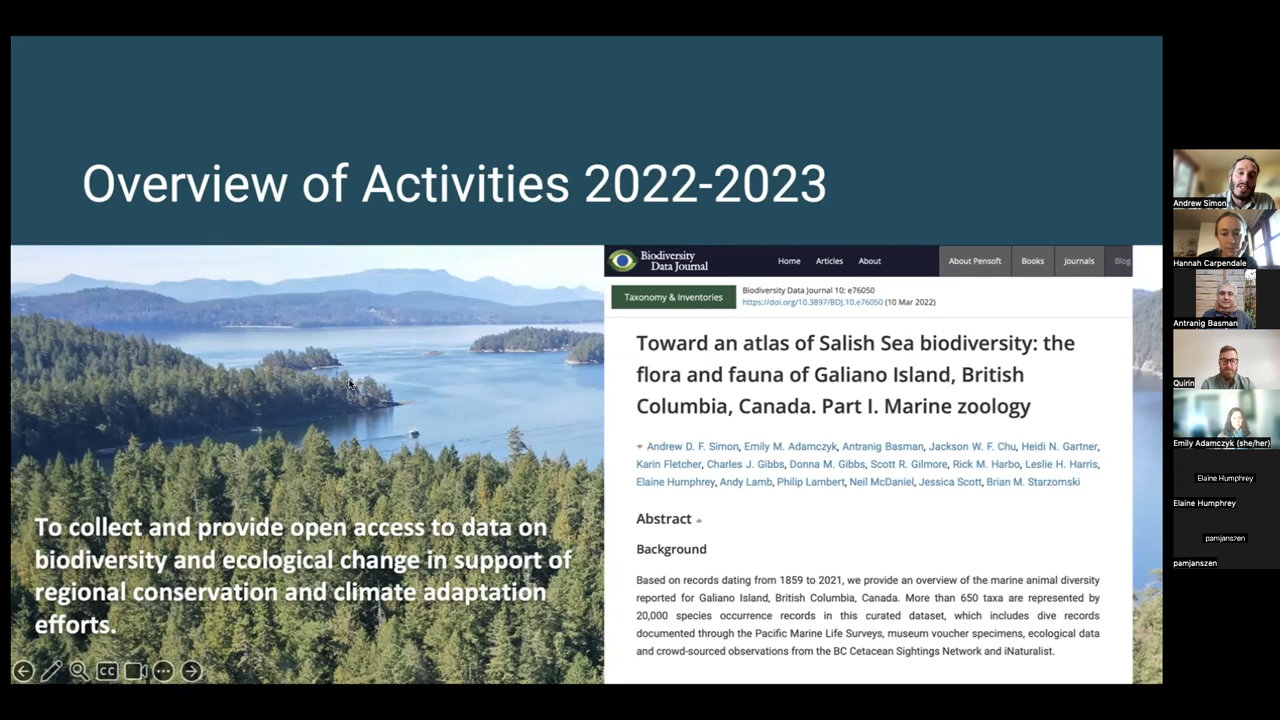 Overview of Activities 2022-2023
To collect and provide open access to data on
biodiversity and ecological change in support of
regional conservation and climate adaptation
efforts.
CC
Biodiversity
Data Journal
Home Articles About About Pensoft Books Journals Blog
Taxonomy & Inventories
Biodiversity Data Journal 10: e76050
https://doi.org/10.3897/BDJ.10.e76050 (10 Mar 2022)
Toward an atlas of Salish Sea biodiversity: the
flora and fauna of Galiano Island, British
Columbia, Canada. Part I. Marine zoology
Andrew D. F. Simon, Emily M. Adamczyk, Antranig Basman, Jackson W. F. Chu, Heidi N. Gartner,
Karin Fletcher, Charles J. Gibbs, Donna M. Gibbs, Scott R. Gilmore, Rick M. Harbo, Leslie H. Harris,
Elaine Humphrey, Andy Lamb, Philip Lambert, Neil McDaniel, Jessica Scott, Brian M. Starzomski
Abstract
Background
Based on records dating from 1859 to 2021, we provide an overview of the marine animal diversity
reported for Galiano Island, British Columbia, Canada. More than 650 taxa are represented by
20,000 species occurrence records in this curated dataset, which includes dive records
documented through the Pacific Marine Life Surveys, museum voucher specimens, ecological data
and crowd-sourced observations from the BC Cetacean Sightings Network and iNaturalist.
Andrew Simon
Hannah Carpendale
Antranig Basman
Quirin
Emily Adamczyk (she/her)
Elaine Humphrey
Elaine Humphrey
pamjanszen
pamjanszen